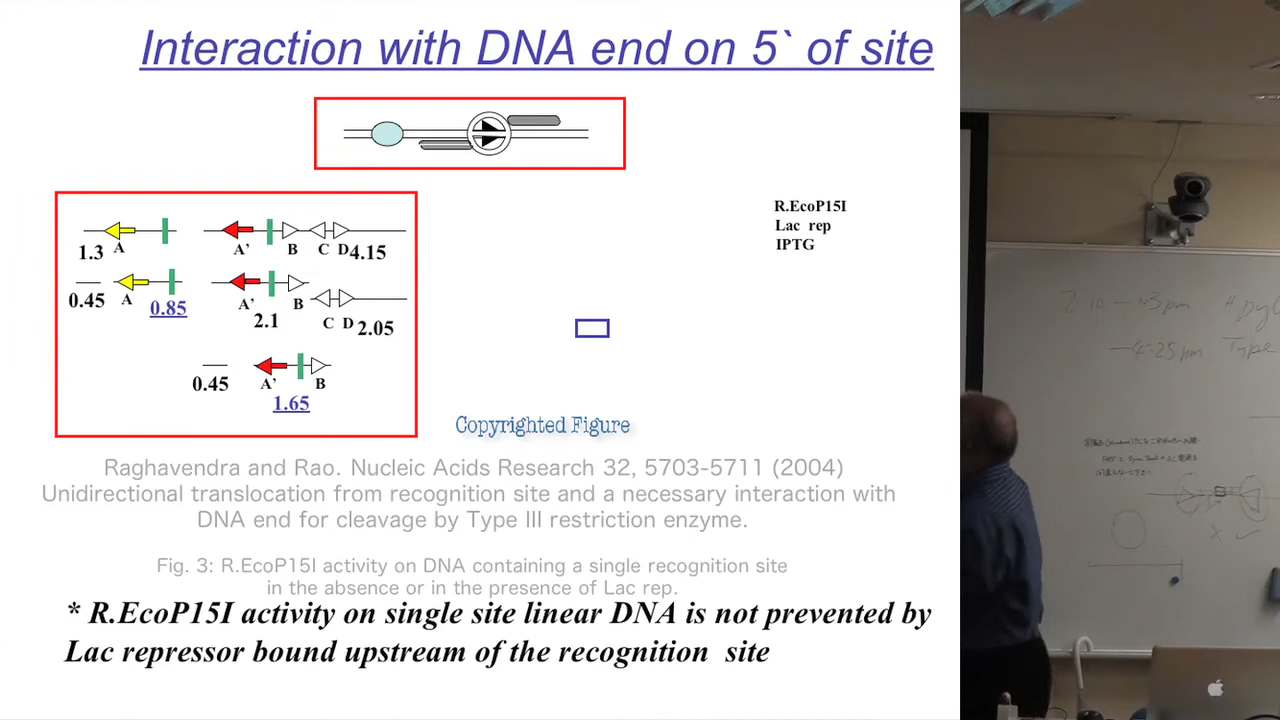 Interaction with DNA end on 5` of site
R.EcoP15I
Lac rep
IPTG
1.3 A A' B C D 4.15
0.45 A 0.85 A' B
2.1 C D 2.05
0.45 A' B
1.65
Copyrighted Figure
Raghavendra and Rao. Nucleic Acids Research 32, 5703-5711 (2004)
Unidirectional translocation from recognition site and a necessary interaction with
DNA end for cleavage by Type III restriction enzyme.
Fig. 3: R.EcoP15I activity on DNA containing a single recognition site
in the absence or in the presence of Lac rep.
* R.EcoP15I activity on single site linear DNA is not prevented by
Lac repressor bound upstream of the recognition site
Type